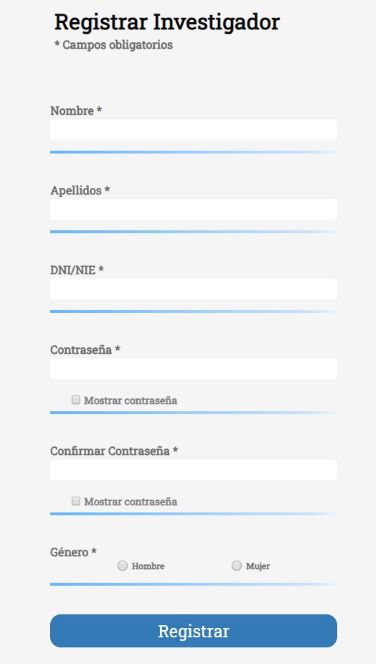 Registrar Investigador
* Campos obligatorios
Nombre *
Apellidos *
DNI/NIE *
Contraseña *
Mostrar contraseña
Confirmar Contraseña *
Mostrar contraseña
Género *
Hombre Mujer
Registrar